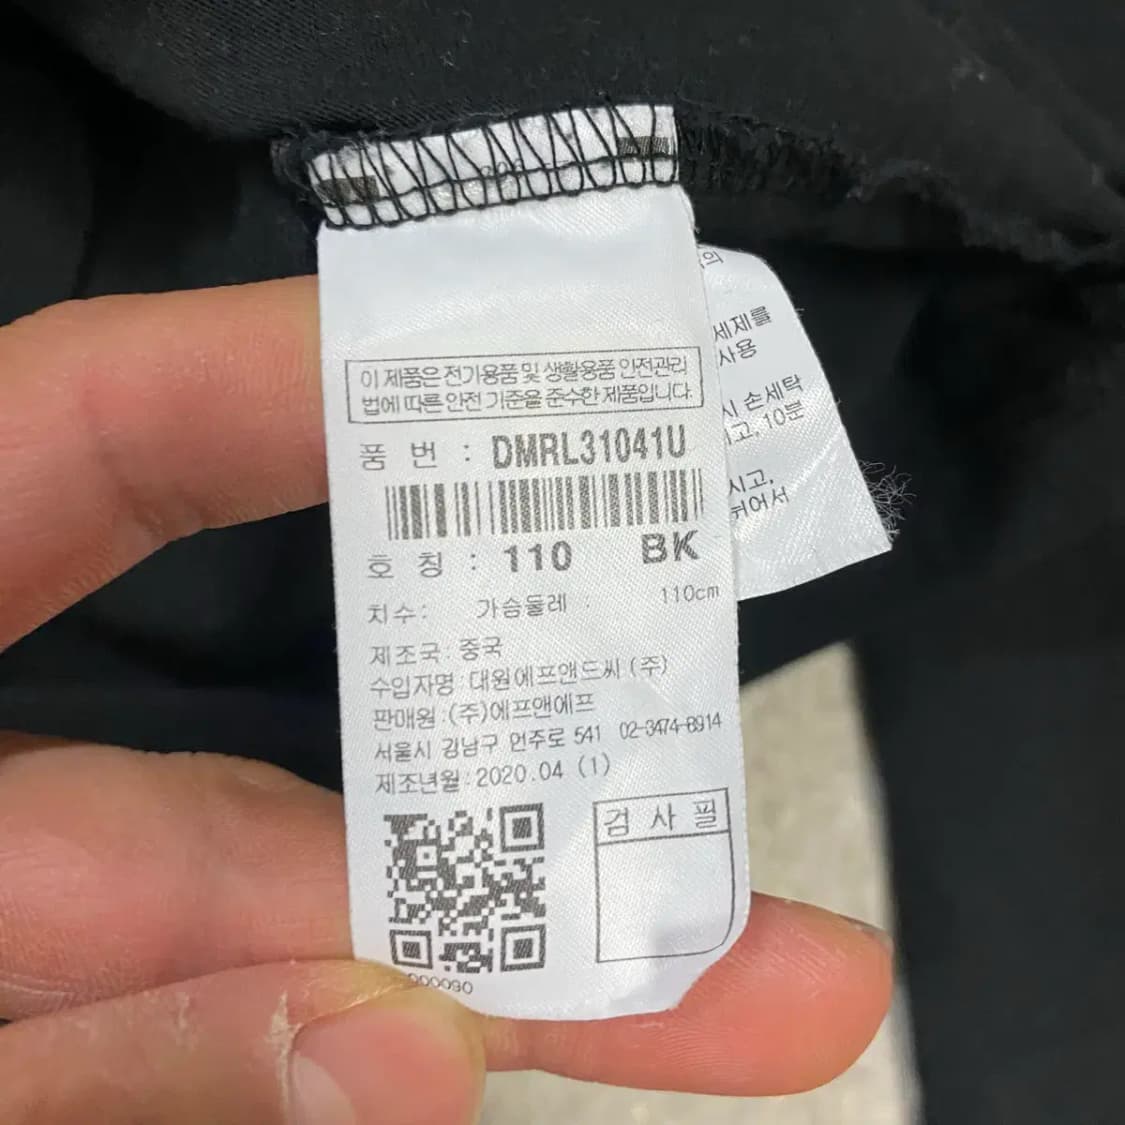 이 제품은 전기용품 및 생활용품 안전관리
법에 따른 안전 기준을 준수한 제품입니다.
품 번 : DMRL31041U
호 칭 : 110 BK
치수: 가슴둘레 : 110cm
제조국: 중국
수입자명:대원에프앤드씨(주)
판매원:(주)에프앤에프
서울시 강남구 언주로 541 02-3474-8914
제조년월:2020.04 (1)
검 사 필
000090
의
세제를
사용
시 손세탁
고, 10분
시고,
뉘어서